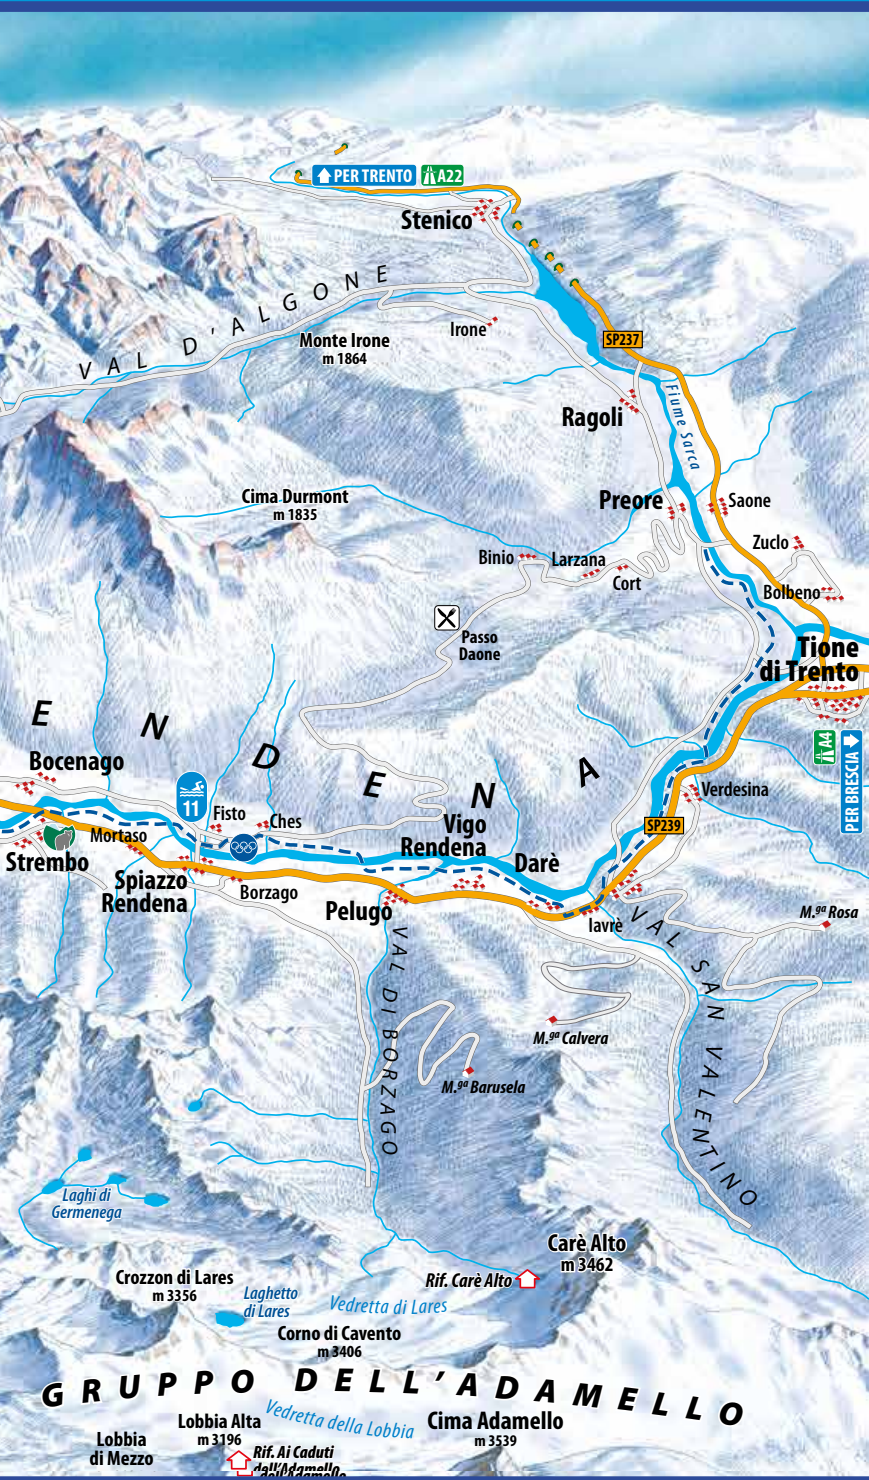 PER TRENTO A22
Stenico
VAL D'ALGONE
Irone
Monte Irone
m 1864
SP237
Ragoli
Fiume Sarca
Cima Durmont
m 1835
Preore
Saone
Zuclo
Binio
Larzana
Cort
Bolbeno
Passo
Daone
Tione
di Trento
A4
PER BRESCIA
ENDENA
Bocenago
11
Fisto
Ches
Mortaso
Strembo
Spiazzo
Rendena
Borzago
Vigo
Rendena
Darè
Pelugo
Verdesina
SP239
Iavrè
M.ga Rosa
VAL SAN VALENTINO
VAL DI BORZAGO
M.ga Calvera
M.ga Barusela
Laghi di
Germenega
Carè Alto
m 3462
Rif. Carè Alto
Crozzon di Lares
m 3356
Laghetto
di Lares
Vedretta di Lares
Corno di Cavento
m 3406
GRUPPO DELL'ADAMELLO
Vedretta della Lobbia
Lobbia Alta
m 3196
Cima Adamello
m 3539
Lobbia
di Mezzo
Rif. Ai Caduti
dell'Adamello
dell'Adamello